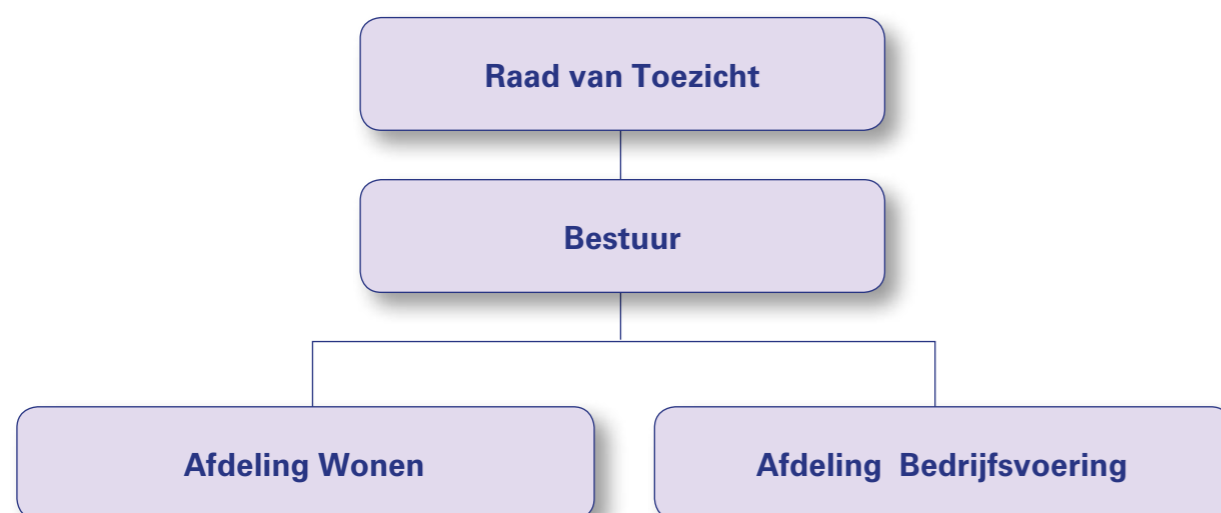 Raad van Toezicht
Bestuur
Afdeling Wonen
Afdeling Bedrijfsvoering